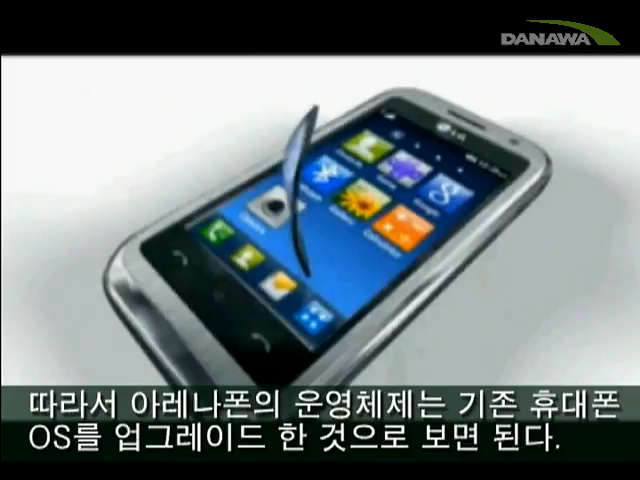 DANAWA
LG
따라서 아레나폰의 운영체제는 기존 휴대폰
OS를 업그레이드 한 것으로 보면 된다.